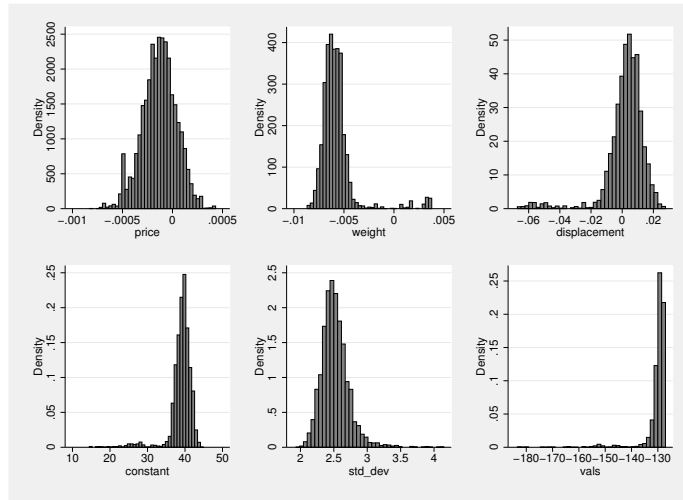 Density
0 500 1000 1500 2000 2500
−.001 −.0005 0 .0005
price
Density
0 100 200 300 400
−.01 −.005 0 .005
weight
Density
0 10 20 30 40 50
−.06 −.04 −.02 0 .02
displacement
Density
0 .05 .1 .15 .2 .25
10 20 30 40 50
constant
Density
0 .5 1 1.5 2 2.5
2 2.5 3 3.5 4
std_dev
Density
0 .05 .1 .15 .2 .25
−180 −170 −160 −150 −140 −130
vals